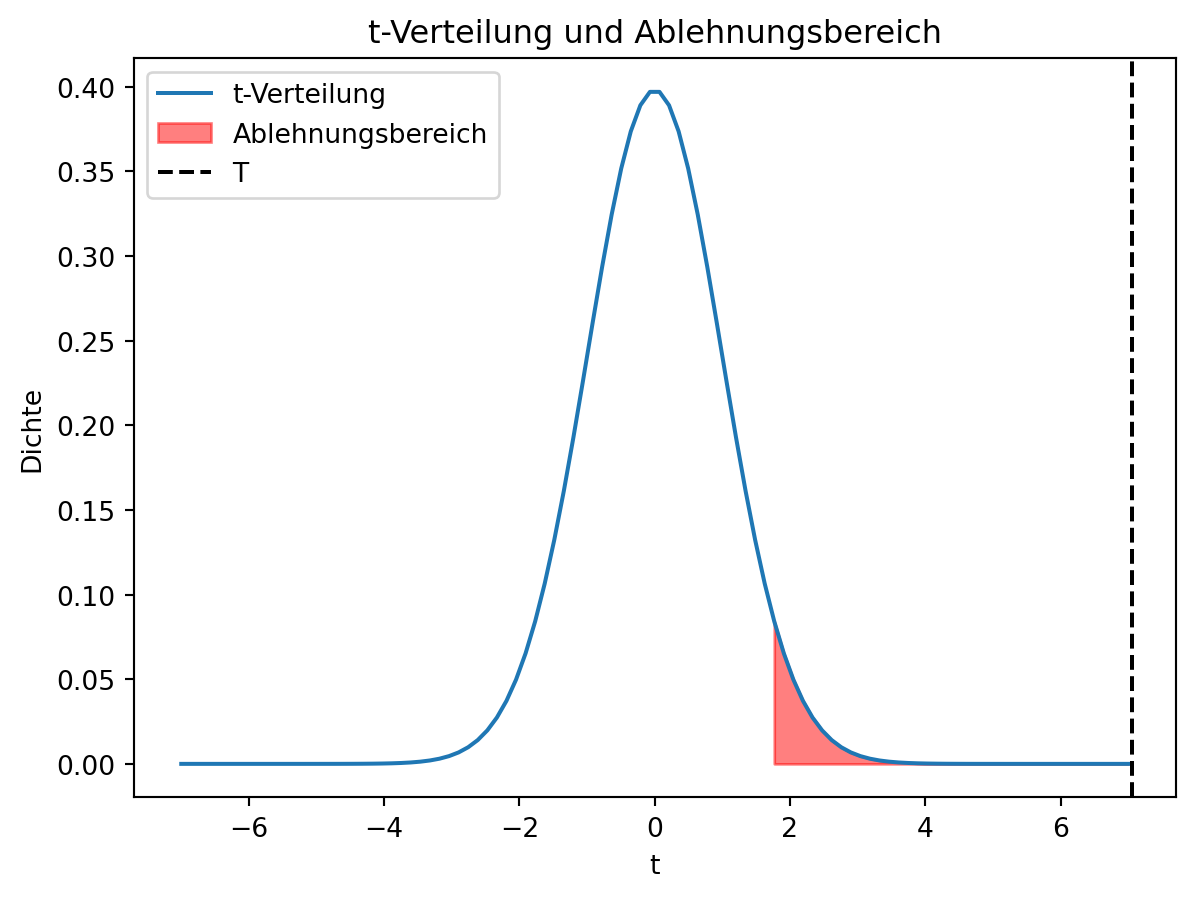 t-Verteilung und Ablehnungsbereich
t-Verteilung
Ablehnungsbereich
T
0.40
0.35
0.30
0.25
0.20
0.15
0.10
0.05
0.00
Dichte
−6
−4
−2
0
2
4
6
t